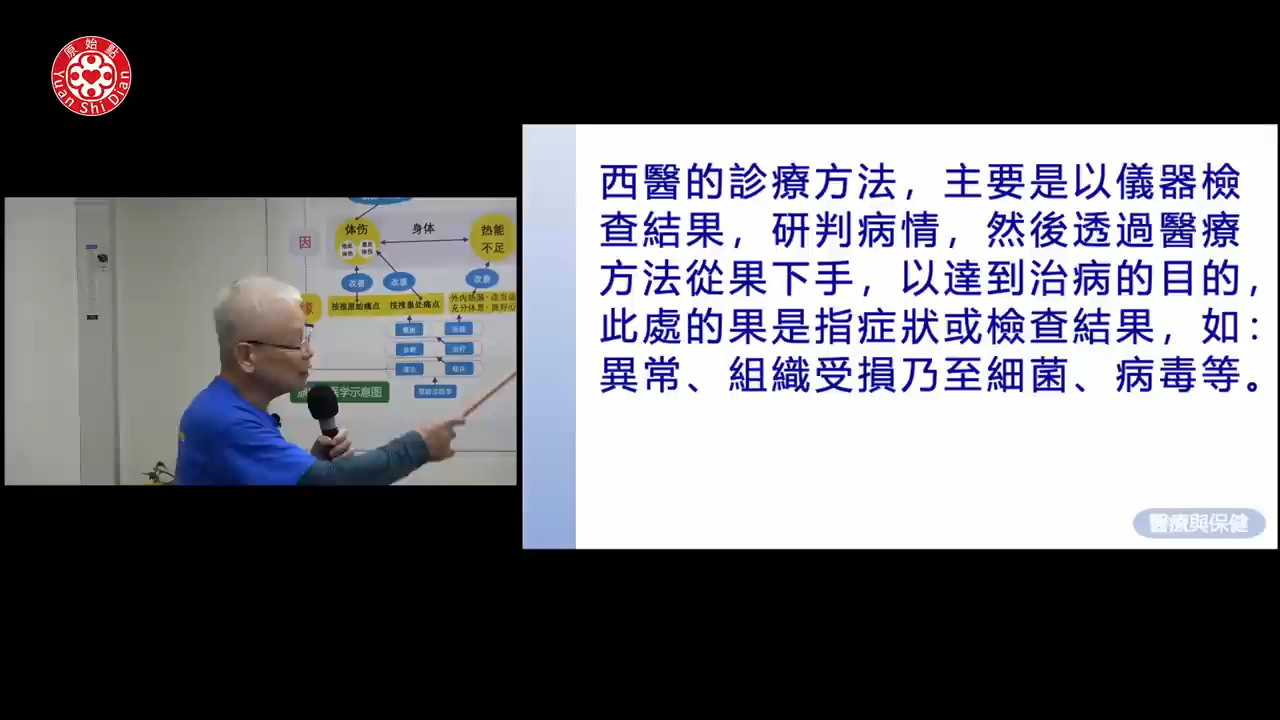 原始點
Yuan Shi Dian
西醫的診療方法，主要是以儀器檢
查結果，研判病情，然後透過醫療
方法從果下手，以達到治病的目的，
此處的果是指症狀或檢查結果，如：
異常、組織受損乃至細菌、病毒等。
醫療與保健
因
体伤
身体
热能
不足
改善
改善
改善
按推原始痛点
按推患处痛点